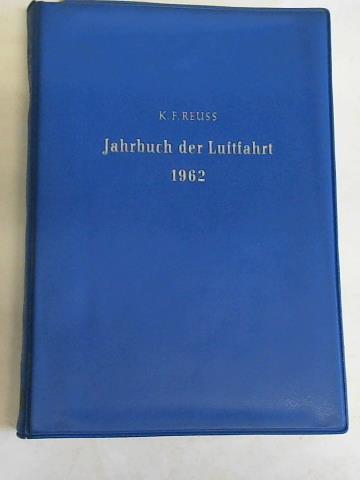 K. F. REUSS
Jahrbuch der Luftfahrt
1962